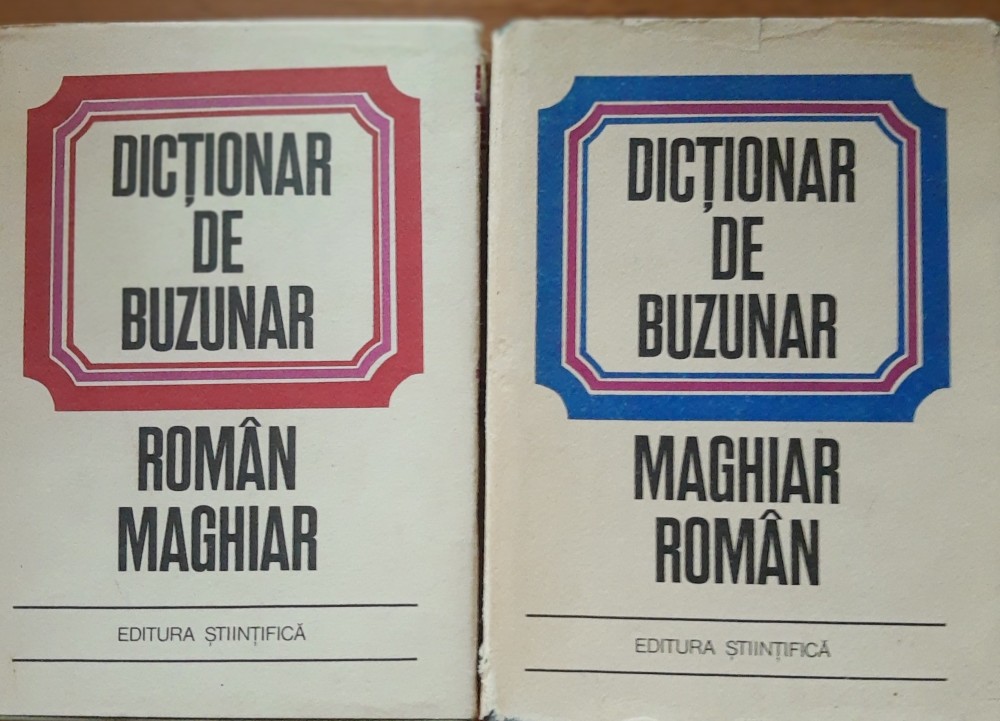 DICȚIONAR
DE
BUZUNAR
ROMÂN
MAGHIAR
EDITURA ȘTIINȚIFICĂ
DICȚIONAR
DE
BUZUNAR
MAGHIAR
ROMÂN
EDITURA ȘTIINȚIFICĂ